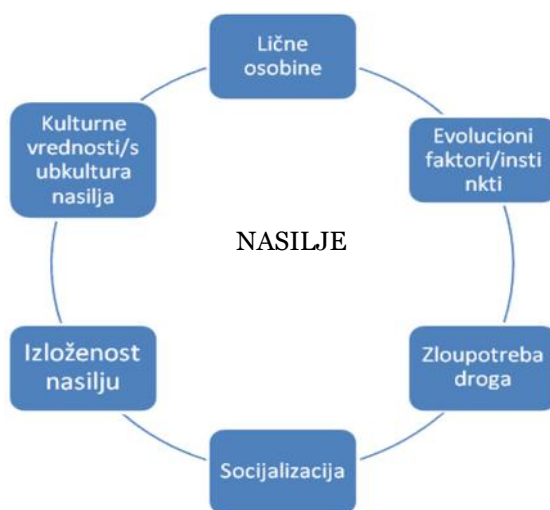 Lične
osobine
Evolucioni
faktori/insti
nkti
Zloupotreba
droga
Socijalizacija
Izloženost
nasilju
Kulturne
vrednosti/s
ubkultura
nasilja
NASILJE